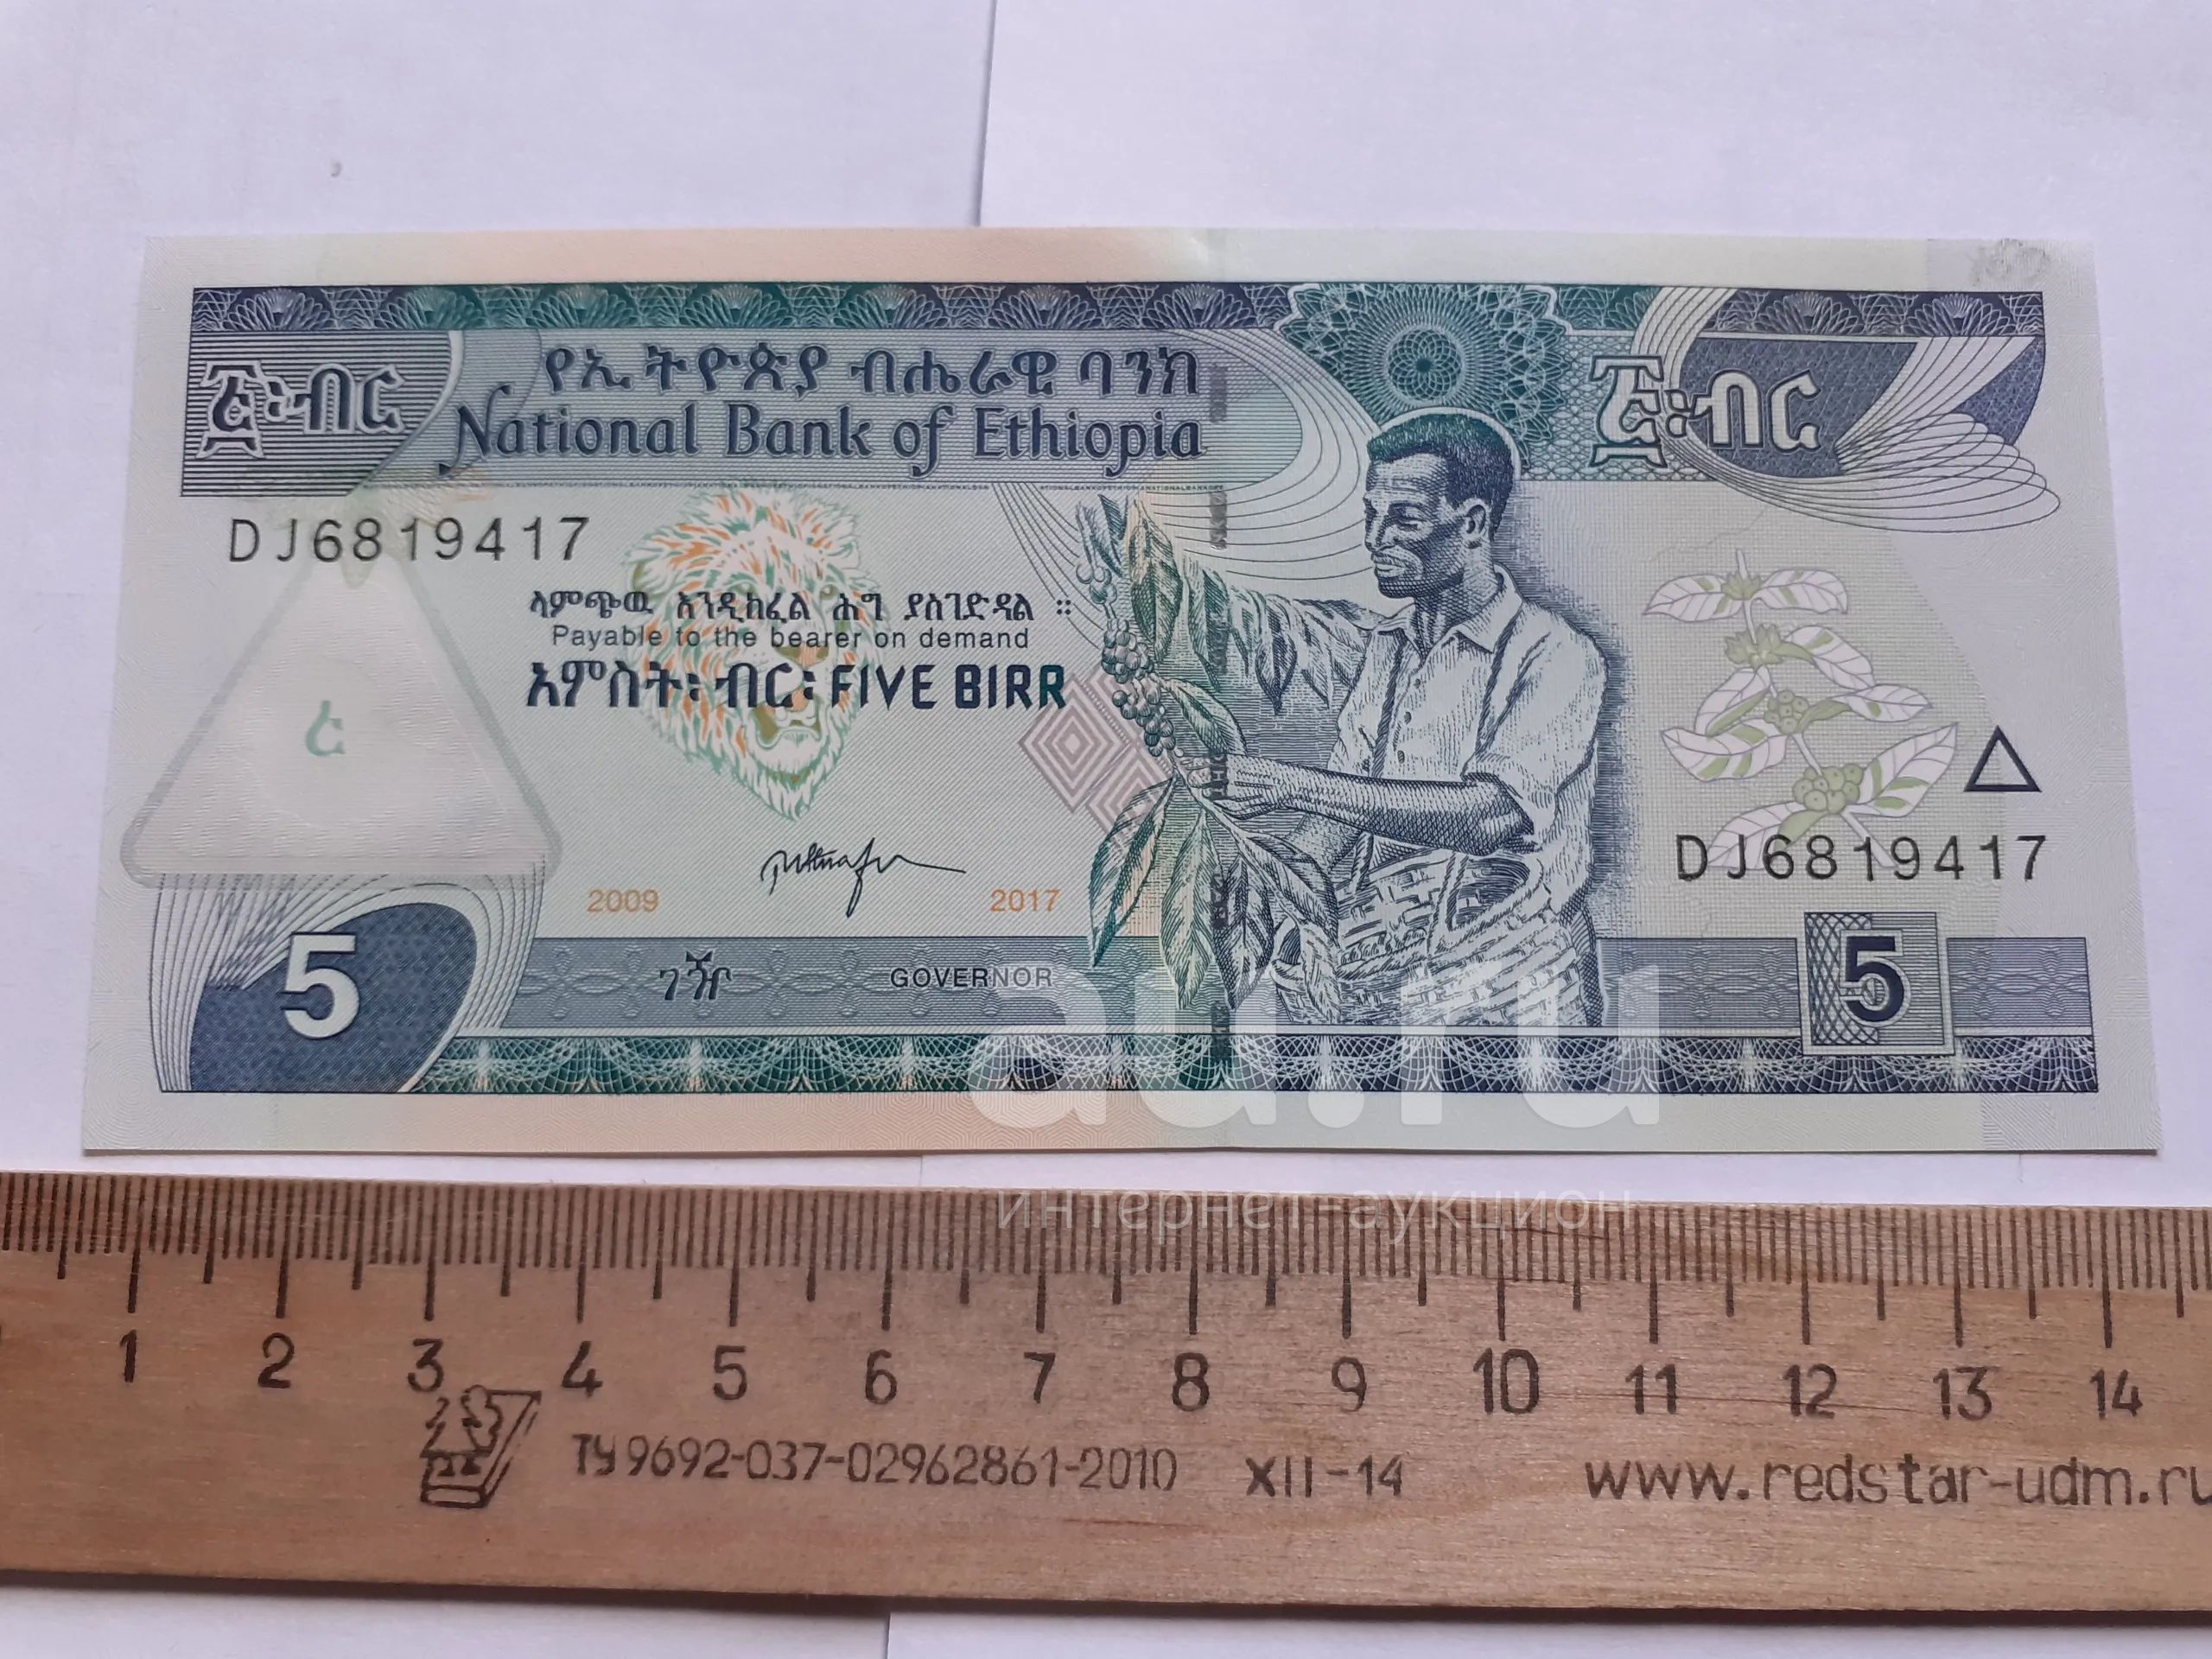 የኢትዮጵያ ብሔራዊ ባንክ
፭፡ብር
፭፡ብር
National Bank of Ethiopia
DJ6819417
ላምጭዉ እንዲከፈል ሕግ ያስገድዳል ።
Payable to the bearer on demand
አምስት፡ ብር፡ FIVE BIRR
ረ
DJ6819417
2009
2017
5
ገዥ
GOVERNOR
5
au.ru
интернет-аукцион
1 2 3 4 5 6 7 8 9 10 11 12 13 14
ТУ 9692-037-02962861-2010 XII-14 www.redstar-udm.ru